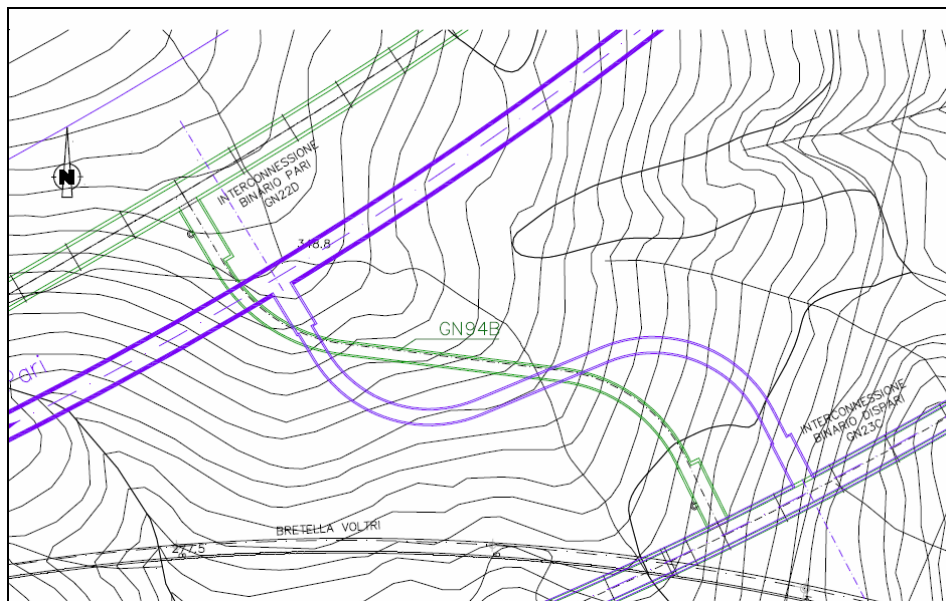 N
INTERCONNESSIONE
BINARIO PARI
GN22D
318.8
GN94B
Pari
INTERCONNESSIONE
BINARIO DISPARI
GN23C
BRETELLA VOLTRI
277.5